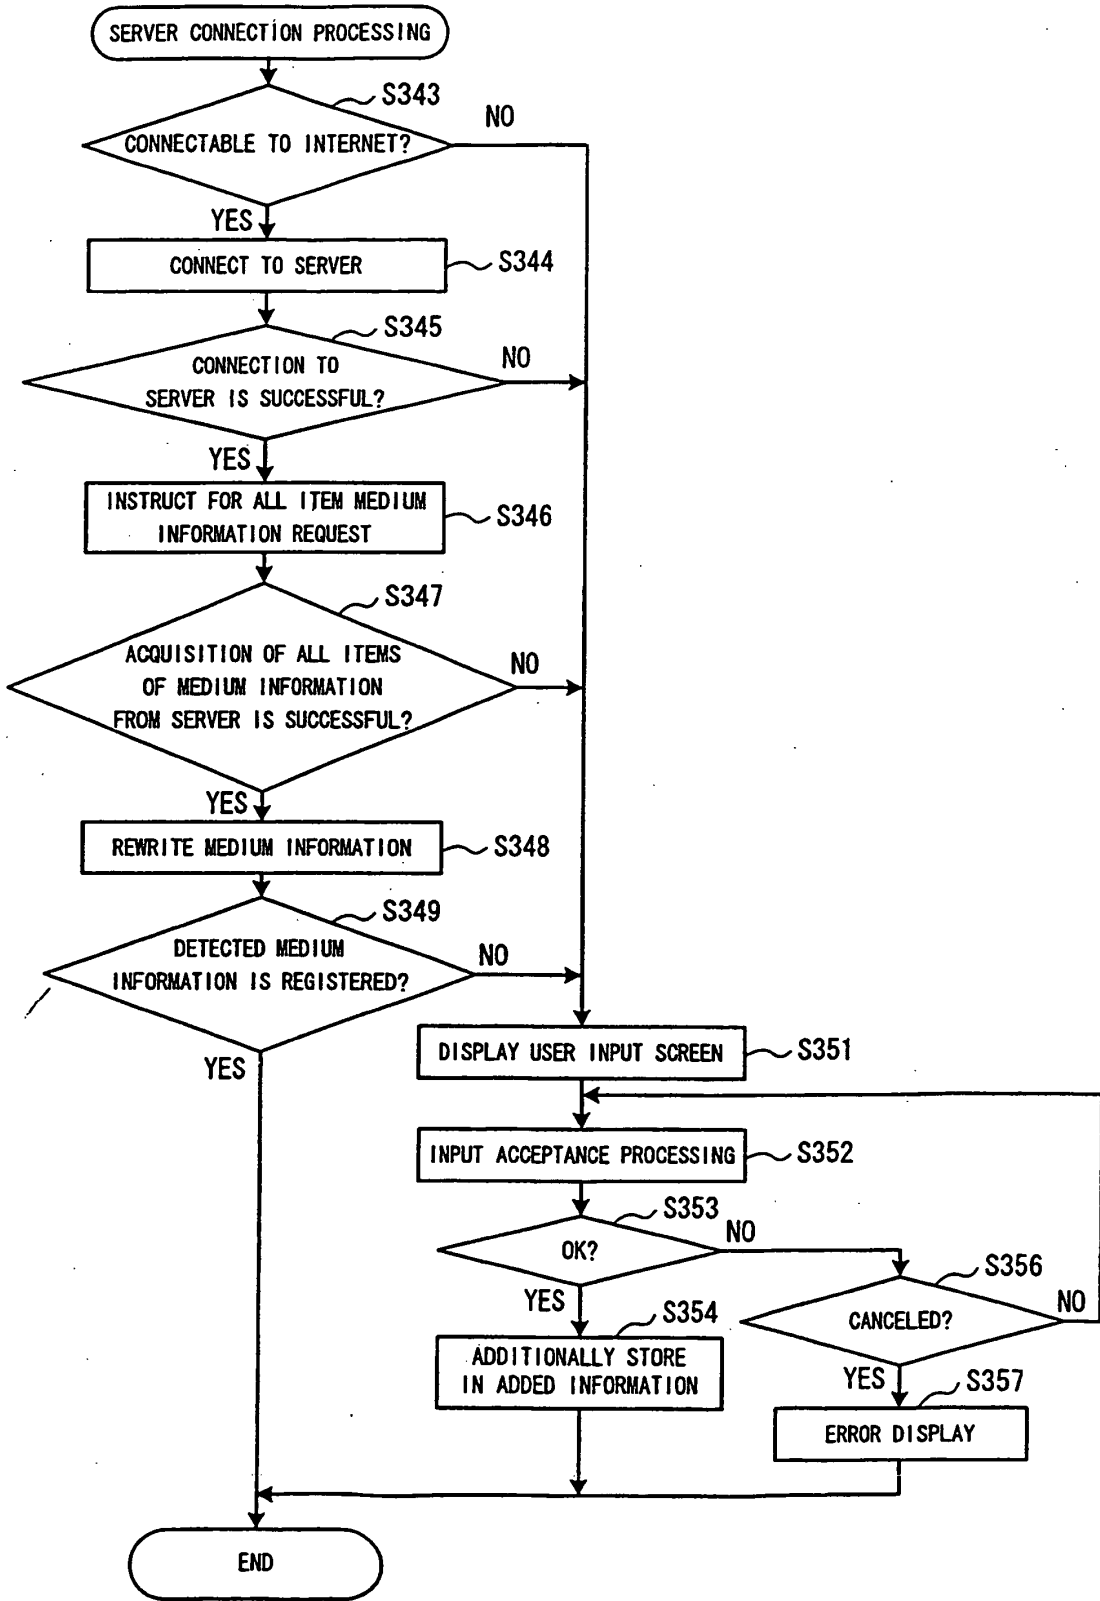 SERVER CONNECTION PROCESSING
S343
CONNECTABLE TO INTERNET?
NO
YES
CONNECT TO SERVER
S344
S345
CONNECTION TO
SERVER IS SUCCESSFUL?
NO
YES
INSTRUCT FOR ALL ITEM MEDIUM
INFORMATION REQUEST
S346
S347
ACQUISITION OF ALL ITEMS
OF MEDIUM INFORMATION
FROM SERVER IS SUCCESSFUL?
NO
YES
REWRITE MEDIUM INFORMATION
S348
S349
DETECTED MEDIUM
INFORMATION IS REGISTERED?
NO
YES
DISPLAY USER INPUT SCREEN
S351
INPUT ACCEPTANCE PROCESSING
S352
S353
OK?
NO
YES
S354
ADDITIONALLY STORE
IN ADDED INFORMATION
S356
CANCELED?
NO
YES
S357
ERROR DISPLAY
END